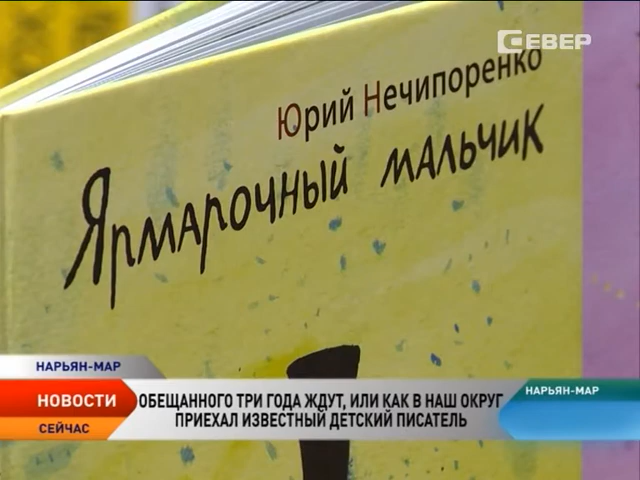 СЕВЕР
Юрий Нечипоренко
Ярмарочный мальчик
НАРЬЯН-МАР
НОВОСТИ
СЕЙЧАС
ОБЕЩАННОГО ТРИ ГОДА ЖДУТ, ИЛИ КАК В НАШ ОКРУГ
ПРИЕХАЛ ИЗВЕСТНЫЙ ДЕТСКИЙ ПИСАТЕЛЬ
НАРЬЯН-МАР